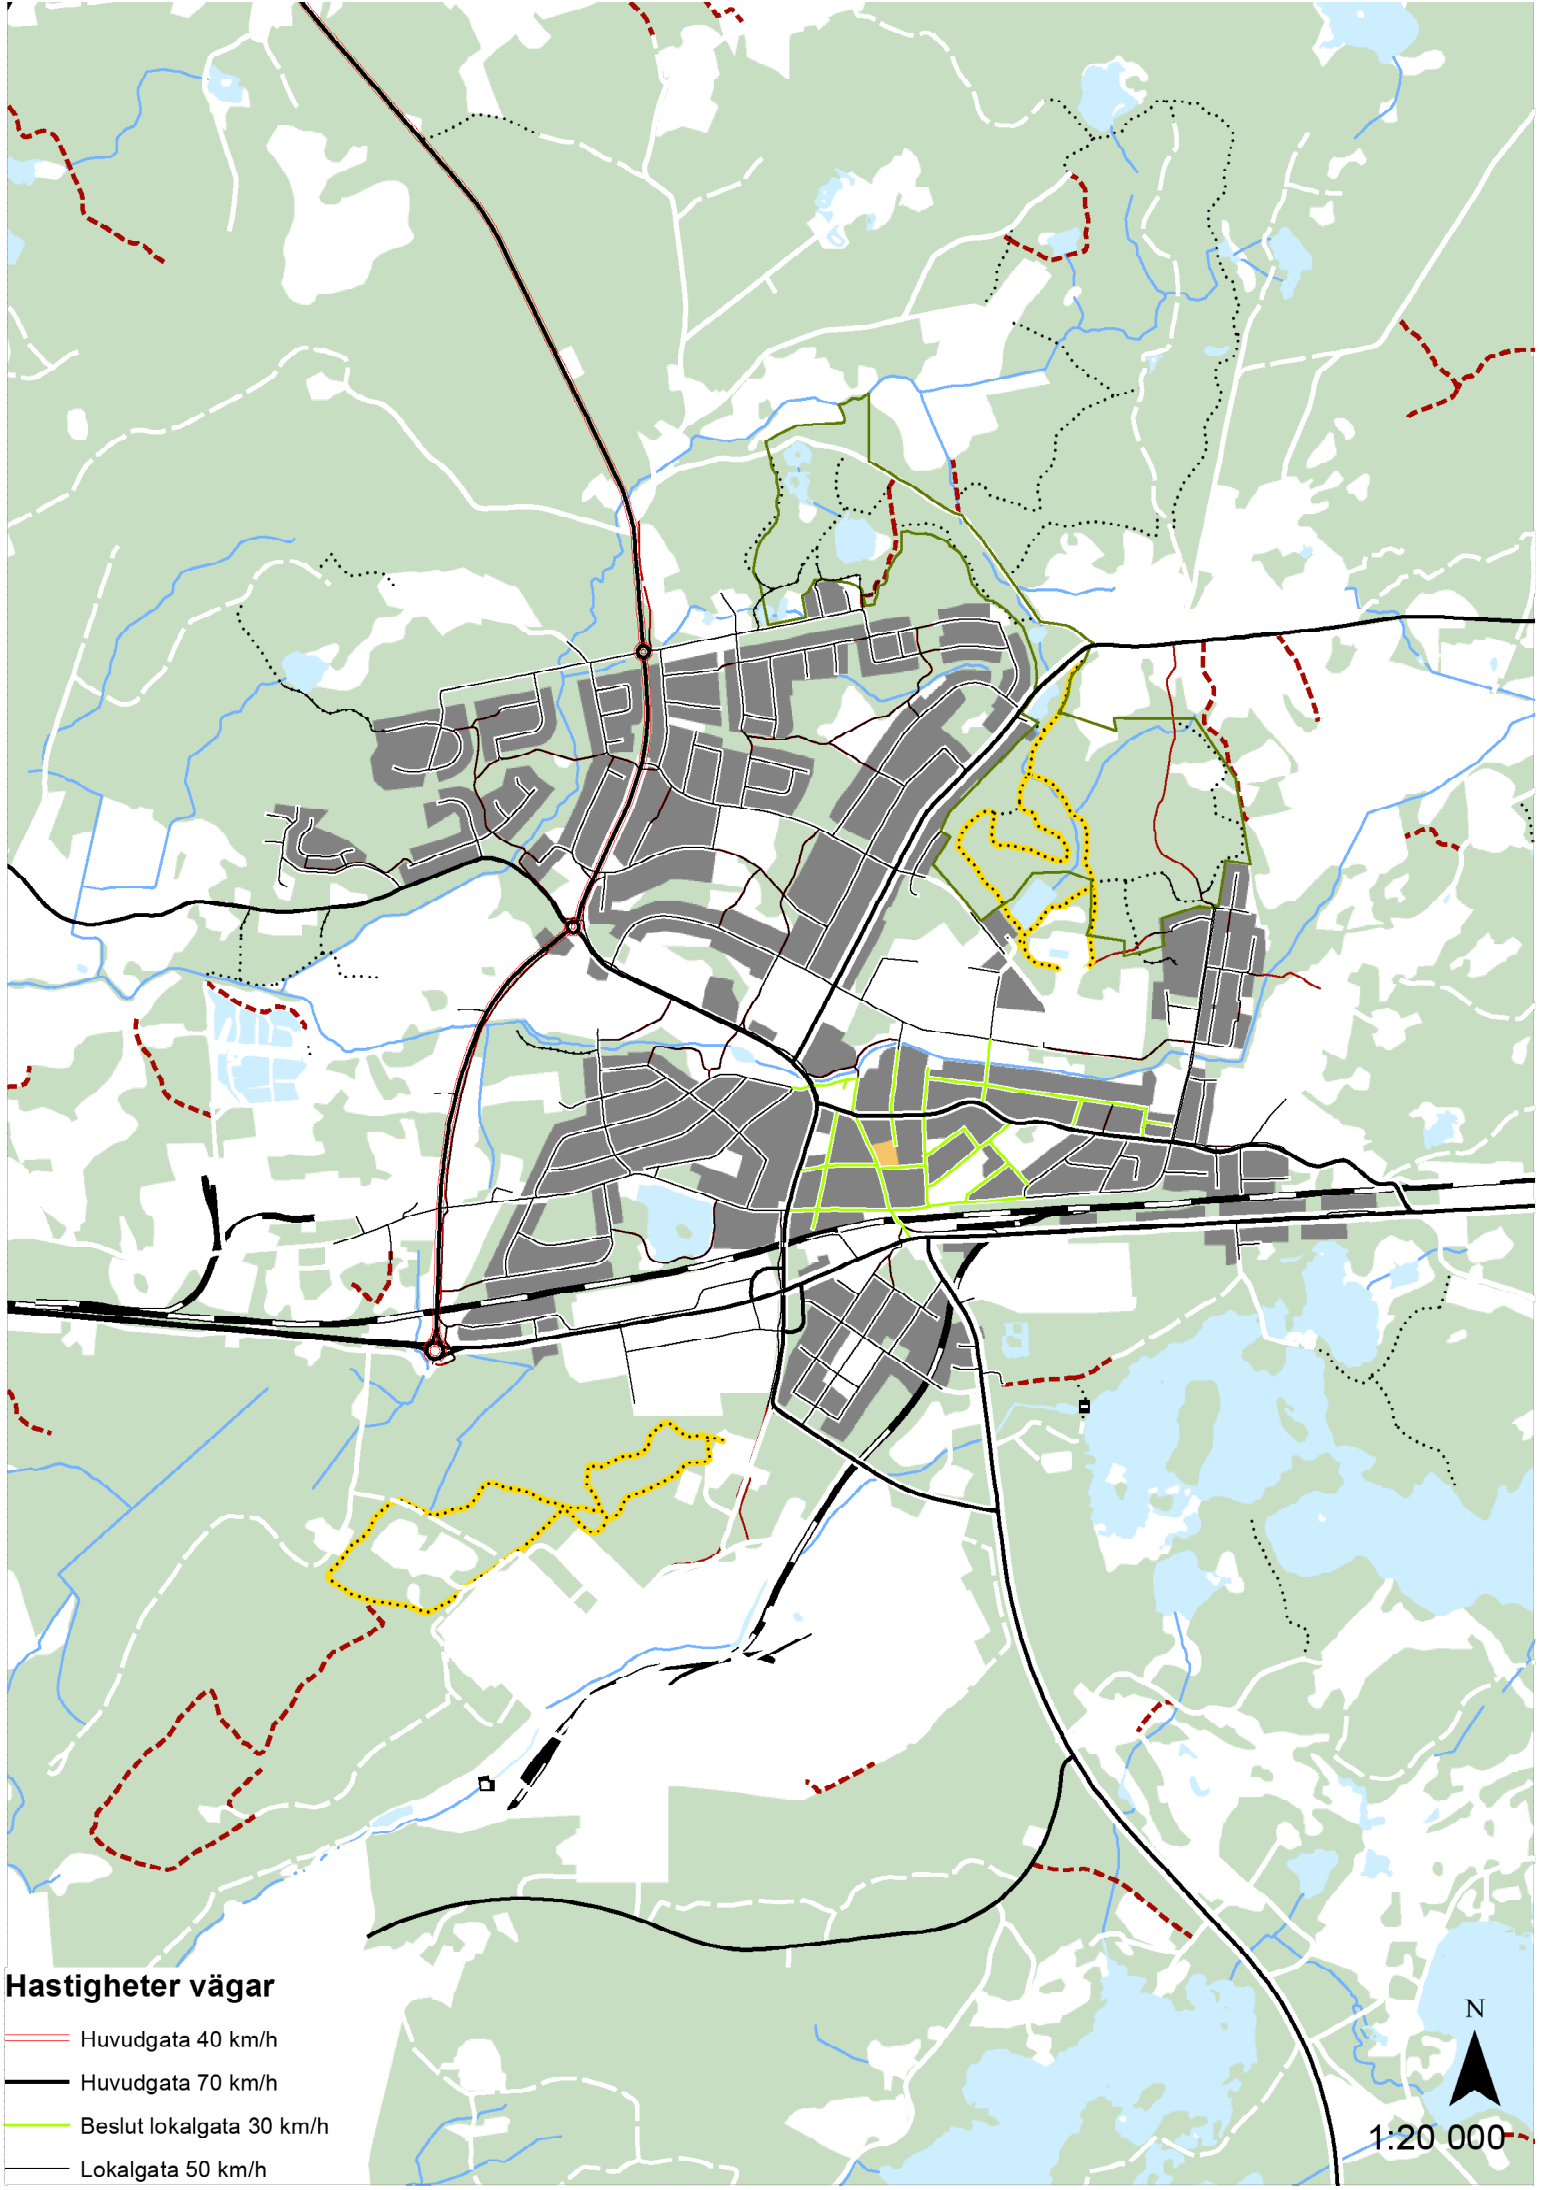 Hastigheter vägar
Huvudgata 40 km/h
Huvudgata 70 km/h
Beslut lokalgata 30 km/h
Lokalgata 50 km/h
N
1:20 000